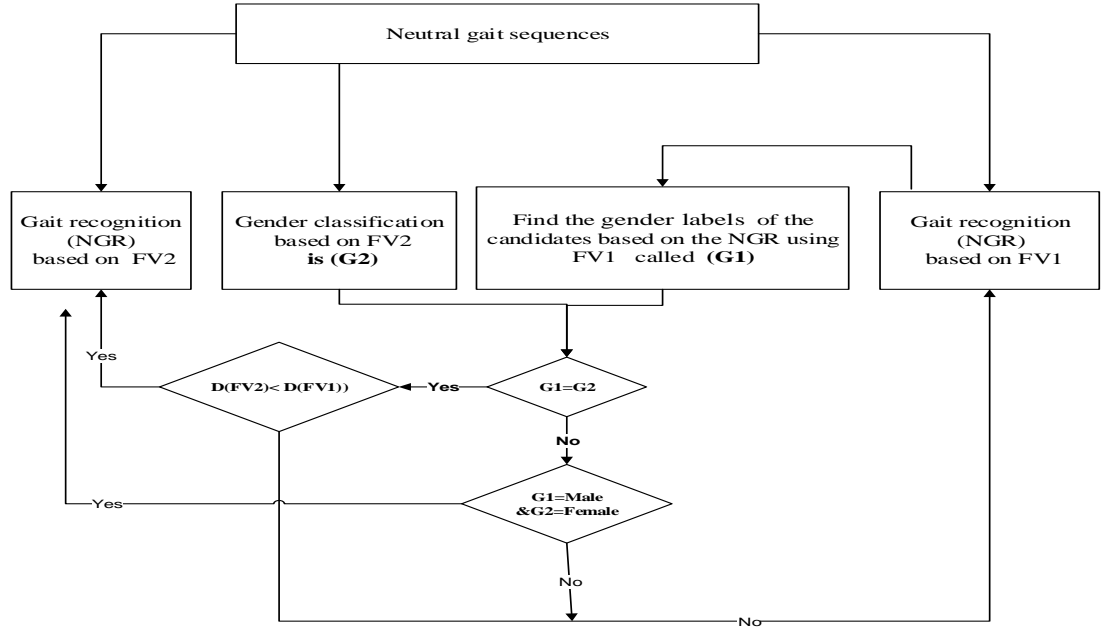 Neutral gait sequences
Gait recognition
(NGR)
based on FV2
Gender classification
based on FV2
is (G2)
Find the gender labels of the
candidates based on the NGR using
FV1 called (G1)
Gait recognition
(NGR)
based on FV1
Yes
D(FV2)< D(FV1))
Yes
G1=G2
No
Yes
G1=Male
&G2=Female
No
No